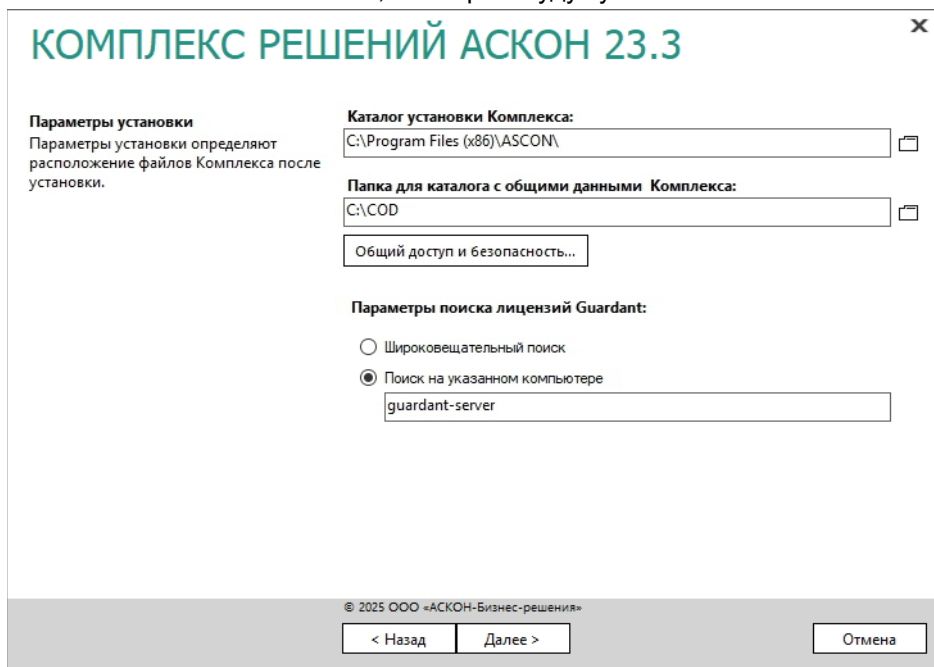 КОМПЛЕКС РЕШЕНИЙ АСКОН 23.3
Параметры установки
Параметры установки определяют
расположение файлов Комплекса после
установки.
Каталог установки Комплекса:
C:\Program Files (x86)\ASCON\
Папка для каталога с общими данными Комплекса:
C:\COD
Общий доступ и безопасность...
Параметры поиска лицензий Guardant:
Широковещательный поиск
Поиск на указанном компьютере
guardant-server
© 2025 ООО «АСКОН-Бизнес-решения»
< Назад
Далее >
Отмена